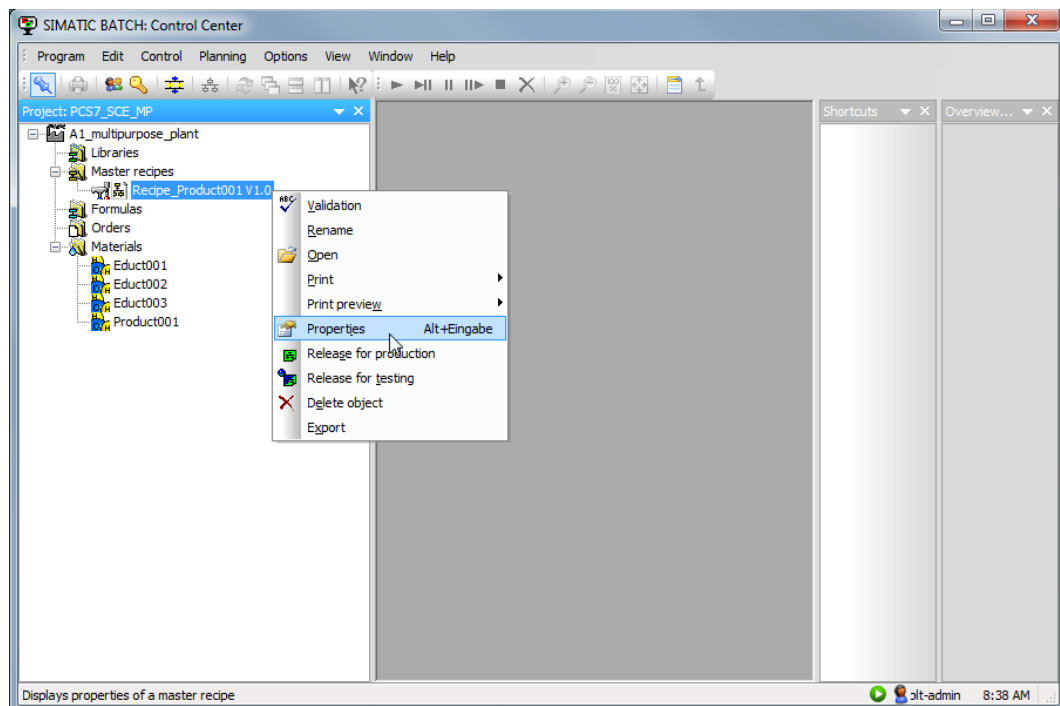 SIMATIC BATCH: Control Center
Program Edit Control Planning Options View Window Help
Project: PCS7_SCE_MP
Shortcuts
Overview...
A1_multipurpose_plant
Libraries
Master recipes
Recipe_Product001 V1.0
Formulas
Orders
Materials
Educt001
Educt002
Educt003
Product001
ABC
Validation
Rename
Open
Print
Print preview
Properties Alt+Eingabe
Release for production
Release for testing
Delete object
Export
Displays properties of a master recipe
plt-admin 8:38 AM